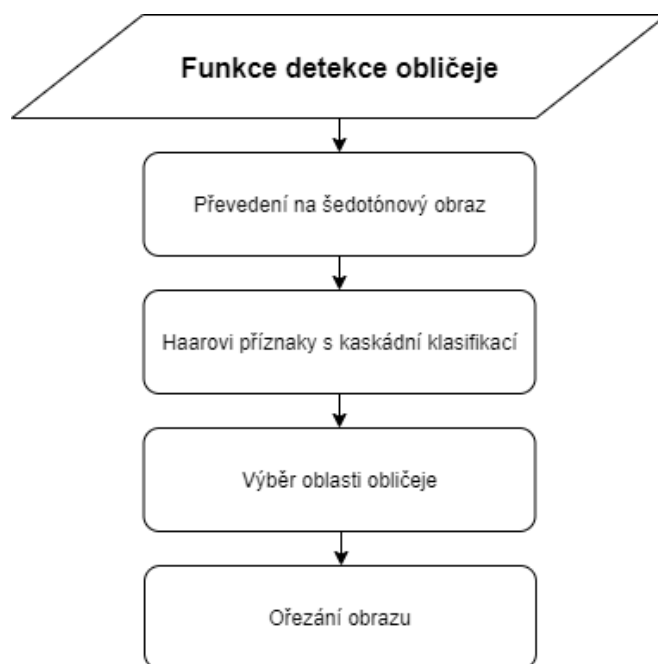 Funkce detekce obličeje
Převedení na šedotónový obraz
Haarovi příznaky s kaskádní klasifikací
Výběr oblasti obličeje
Ořezání obrazu